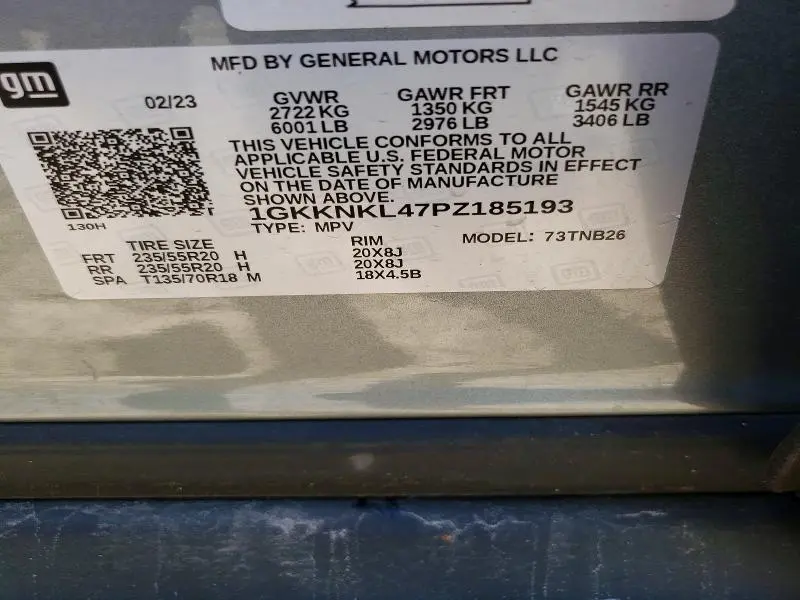 gm
MFD BY GENERAL MOTORS LLC
02/23
GVWR GAWR FRT GAWR RR
2722 KG 1350 KG 1545 KG
6001 LB 2976 LB 3406 LB
THIS VEHICLE CONFORMS TO ALL
APPLICABLE U.S. FEDERAL MOTOR
VEHICLE SAFETY STANDARDS IN EFFECT
ON THE DATE OF MANUFACTURE
SHOWN ABOVE.
1GKKNKL47PZ185193
130H
TYPE: MPV MODEL: 73TNB26
TIRE SIZE RIM
FRT 235/55R20 H 20X8J
RR 235/55R20 H 20X8J
SPA T135/70R18 M 18X4.5B